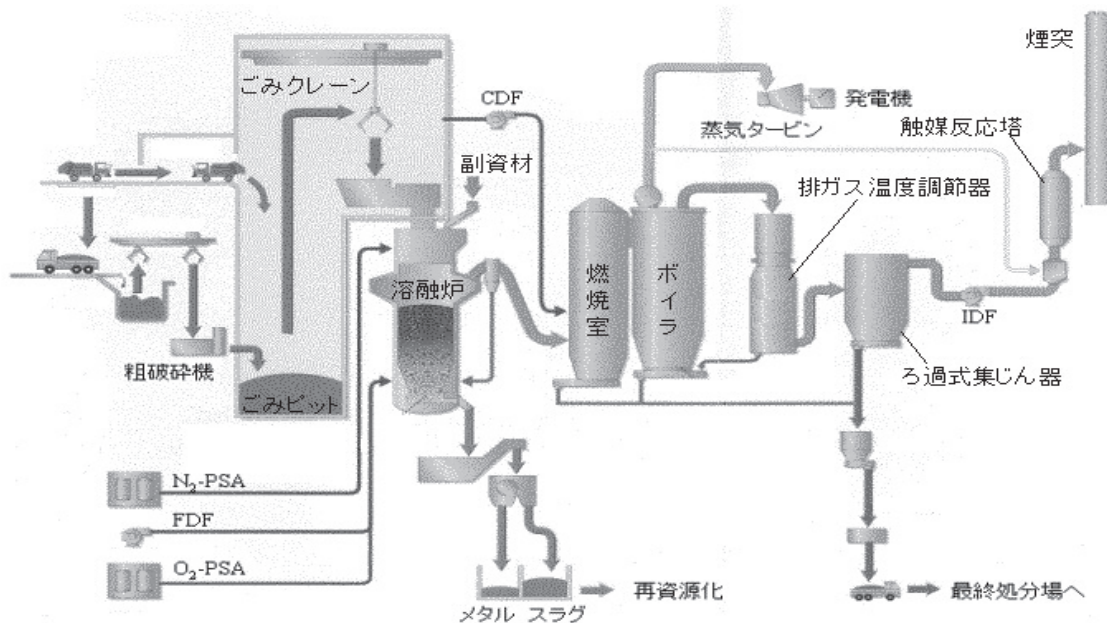 煙突
ごみクレーン
CDF
発電機
蒸気タービン
触媒反応塔
副資材
排ガス温度調節器
溶融炉
燃焼室
ボイラ
IDF
粗破砕機
ごみピット
ろ過式集じん器
N₂-PSA
FDF
O₂-PSA
再資源化
最終処分場へ
メタル スラグ